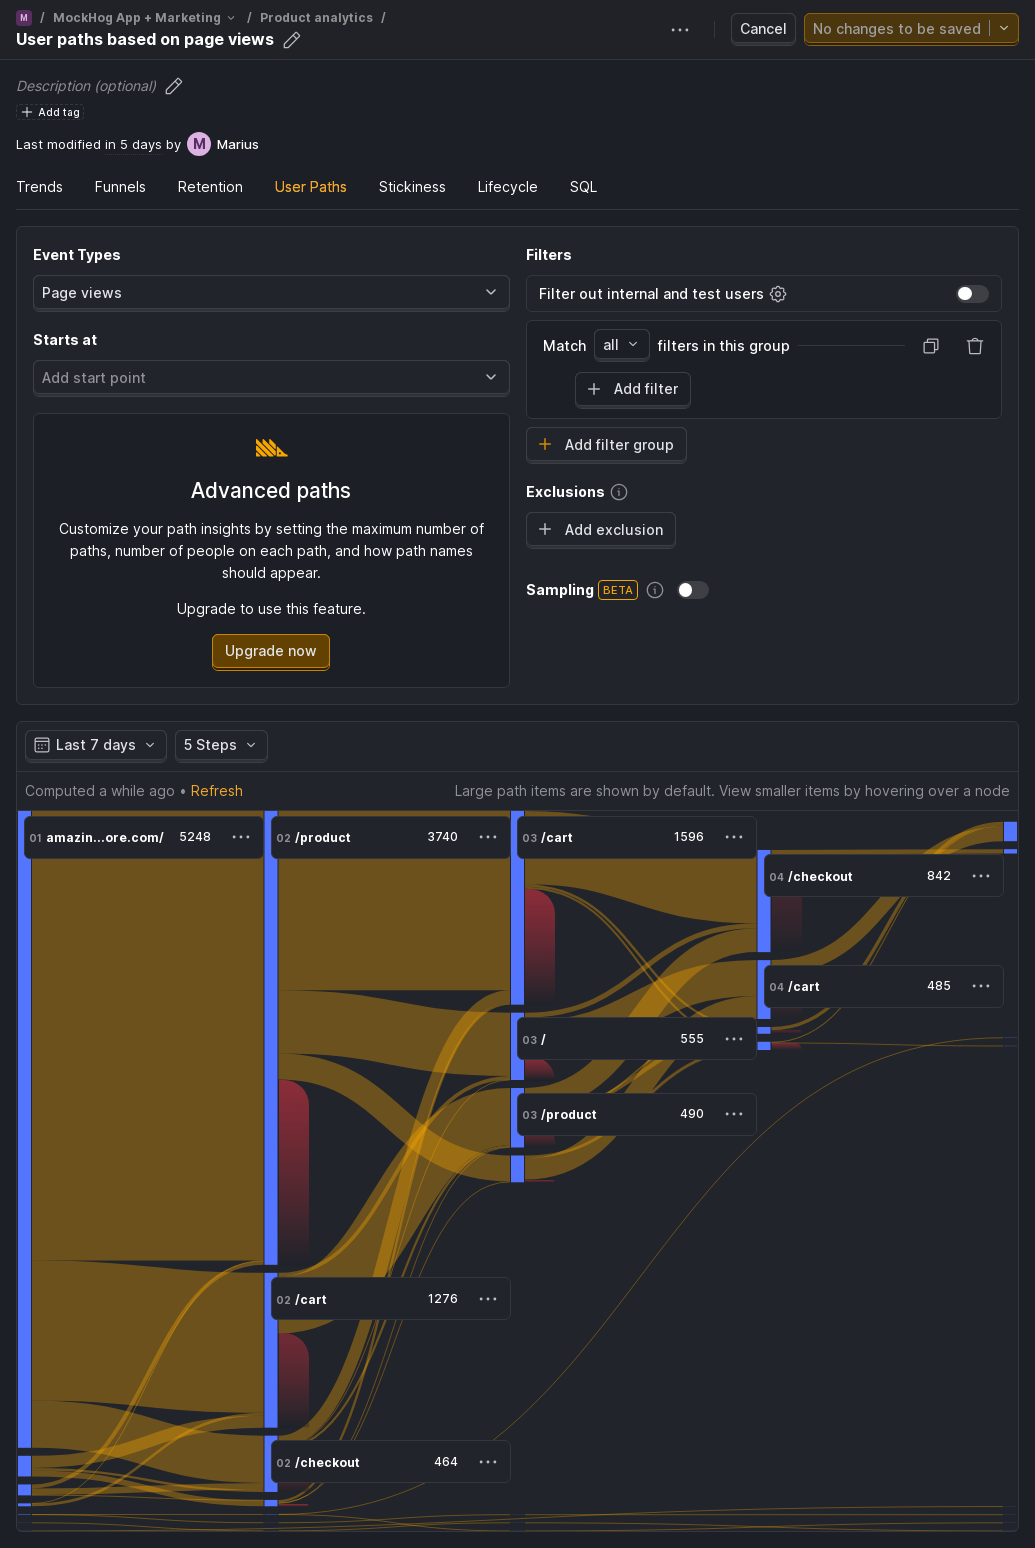 M / MockHog App + Marketing / Product analytics /
User paths based on page views
Cancel
No changes to be saved
Description (optional)
Add tag
Last modified in 5 days by M Marius
Trends Funnels Retention User Paths Stickiness Lifecycle SQL
Event Types
Page views
Starts at
Add start point
Advanced paths
Customize your path insights by setting the maximum number of
paths, number of people on each path, and how path names
should appear.
Upgrade to use this feature.
Upgrade now
Filters
Filter out internal and test users
Match all filters in this group
Add filter
Add filter group
Exclusions
Add exclusion
Sampling BETA
Last 7 days 5 Steps
Computed a while ago • Refresh
Large path items are shown by default. View smaller items by hovering over a node
01 amazin...ore.com/ 5248
02 /product 3740
03 /cart 1596
04 /checkout 842
04 /cart 485
03 / 555
03 /product 490
02 /cart 1276
02 /checkout 464